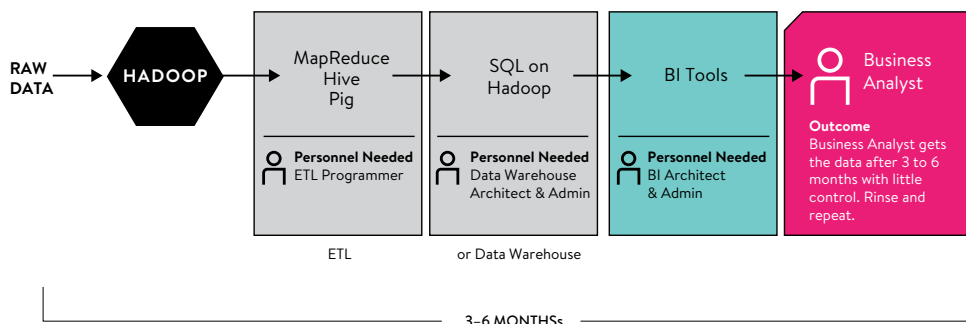 RAW
DATA
HADOOP
MapReduce
Hive
Pig
Personnel Needed
ETL Programmer
ETL
SQL on
Hadoop
Personnel Needed
Data Warehouse
Architect & Admin
or Data Warehouse
BI Tools
Personnel Needed
BI Architect
& Admin
Business
Analyst
Outcome
Business Analyst gets
the data after 3 to 6
months with little
control. Rinse and
repeat.
3–6 MONTHSs